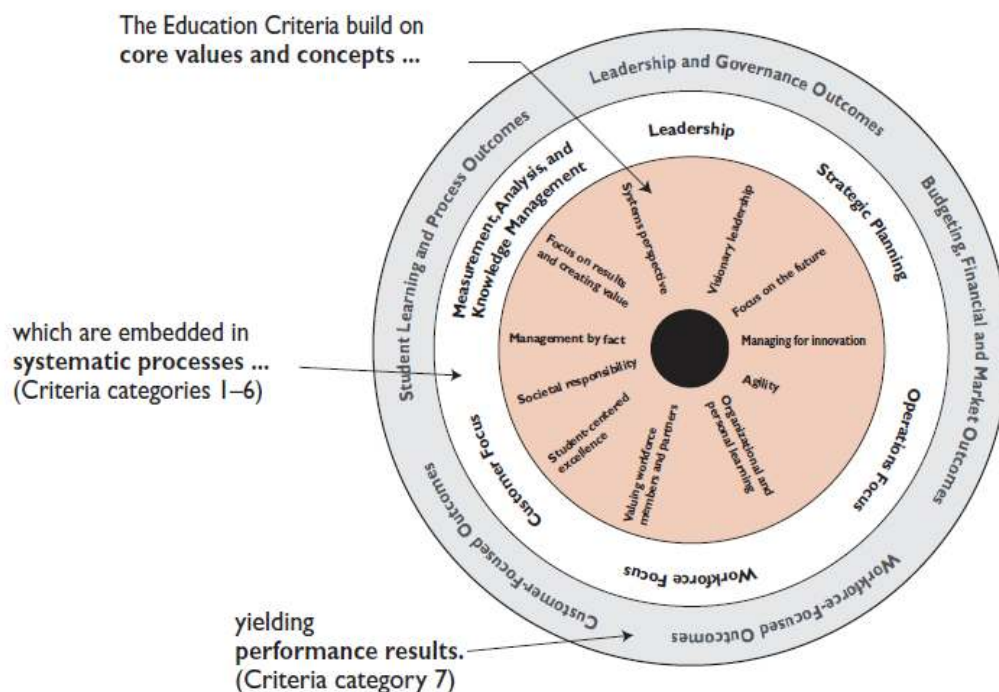 The Education Criteria build on
core values and concepts ...
which are embedded in
systematic processes ...
(Criteria categories 1–6)
yielding
performance results.
(Criteria category 7)
Leadership and Governance Outcomes
Budgeting, Financial and Market Outcomes
Workforce-Focused Outcomes
Customer-Focused Outcomes
Student Learning and Process Outcomes
Leadership
Strategic Planning
Operations Focus
Workforce Focus
Customer Focus
Measurement, Analysis, and
Knowledge Management
Systems perspective
Visionary leadership
Focus on the future
Managing for innovation
Agility
Organizational and
personal learning
Valuing workforce
members and partners
Student-centered
excellence
Societal responsibility
Management by fact
Focus on results
and creating value